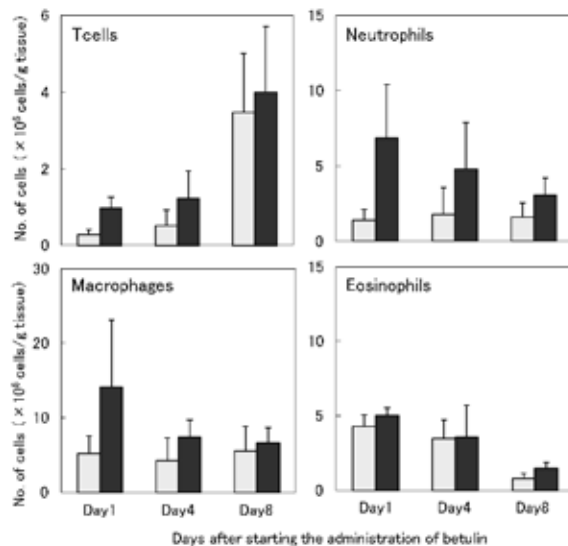 Tcells
Neutrophils
No. of cells ( ×10⁵ cells/g tissue)
6
4
2
0
15
10
5
0
Macrophages
Eosinophils
No. of cells ( ×10⁵ cells/g tissue)
30
20
10
0
15
10
5
0
Day1 Day4 Day8
Day1 Day4 Day8
Days after starting the administration of betulin